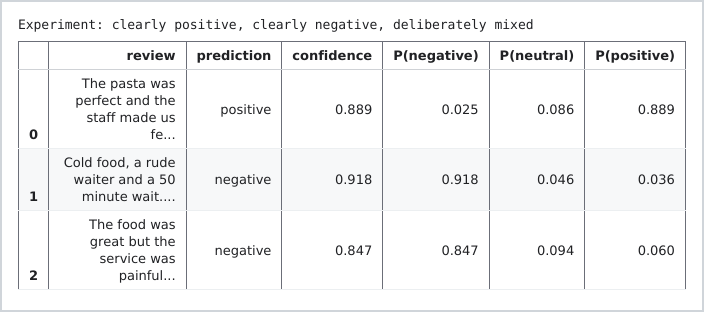 Experiment: clearly positive, clearly negative, deliberately mixed
review prediction confidence P(negative) P(neutral) P(positive)
The pasta was
perfect and the
staff made us
0 fe... positive 0.889 0.025 0.086 0.889
Cold food, a rude
waiter and a 50
1 minute wait.... negative 0.918 0.918 0.046 0.036
The food was
great but the
service was
2 painful... negative 0.847 0.847 0.094 0.060